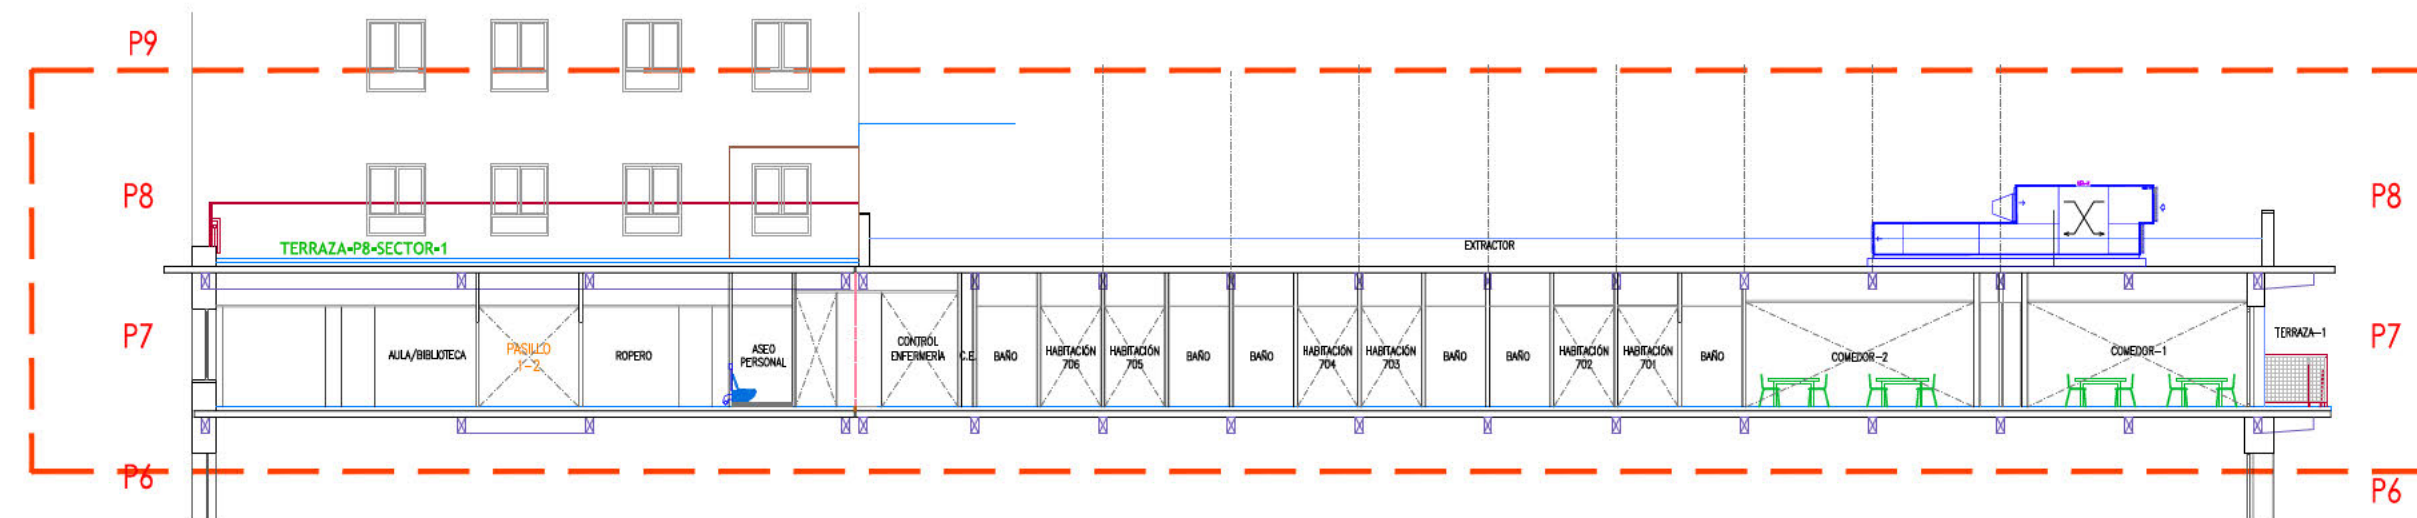 P9
P8
P8
TERRAZA-P8-SECTOR-1
EXTRACTOR
P7
AULA/BIBLIOTECA
PASILLO
1-2
ROPERO
ASEO
PERSONAL
CONTROL
ENFERMERÍA
C.E.
BAÑO
HABITACIÓN
706
HABITACIÓN
705
BAÑO
BAÑO
HABITACIÓN
704
HABITACIÓN
703
BAÑO
BAÑO
HABITACIÓN
702
HABITACIÓN
701
BAÑO
COMEDOR-2
COMEDOR-1
TERRAZA-1
P7
P6
P6